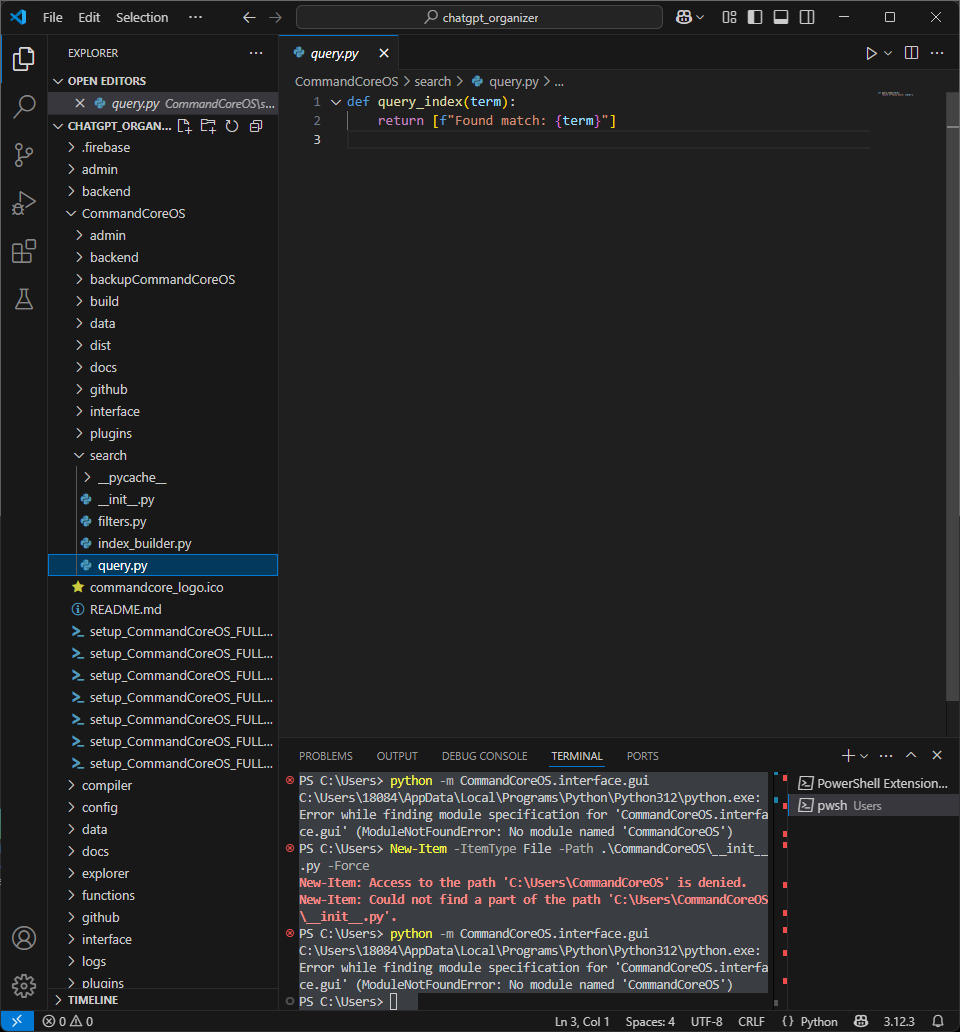 File Edit Selection ··· chatgpt_organizer
EXPLORER ···
OPEN EDITORS
query.py CommandCoreOS\s...
CHATGPT_ORGAN...
.firebase
admin
backend
CommandCoreOS
admin
backend
backupCommandCoreOS
build
data
dist
docs
github
interface
plugins
search
__pycache__
__init__.py
filters.py
index_builder.py
query.py
commandcore_logo.ico
README.md
setup_CommandCoreOS_FULL...
setup_CommandCoreOS_FULL...
setup_CommandCoreOS_FULL...
setup_CommandCoreOS_FULL...
setup_CommandCoreOS_FULL...
setup_CommandCoreOS_FULL...
setup_CommandCoreOS_FULL...
compiler
config
data
docs
explorer
functions
github
interface
logs
plugins
TIMELINE
query.py
CommandCoreOS > search > query.py > ...
1 def query_index(term):
2 return [f"Found match: {term}"]
3
PROBLEMS OUTPUT DEBUG CONSOLE TERMINAL PORTS
PS C:\Users> python -m CommandCoreOS.interface.gui
C:\Users\18084\AppData\Local\Programs\Python\Python312\python.exe:
Error while finding module specification for 'CommandCoreOS.interfa
ce.gui' (ModuleNotFoundError: No module named 'CommandCoreOS')
PS C:\Users> New-Item -ItemType File -Path .\CommandCoreOS\__init__
.py -Force
New-Item: Access to the path 'C:\Users\CommandCoreOS' is denied.
New-Item: Could not find a part of the path 'C:\Users\CommandCoreOS
\__init__.py'.
PS C:\Users> python -m CommandCoreOS.interface.gui
C:\Users\18084\AppData\Local\Programs\Python\Python312\python.exe:
Error while finding module specification for 'CommandCoreOS.interfa
ce.gui' (ModuleNotFoundError: No module named 'CommandCoreOS')
PS C:\Users>
PowerShell Extension...
pwsh Users
0 0 Ln 3, Col 1 Spaces: 4 UTF-8 CRLF {} Python 3.12.3